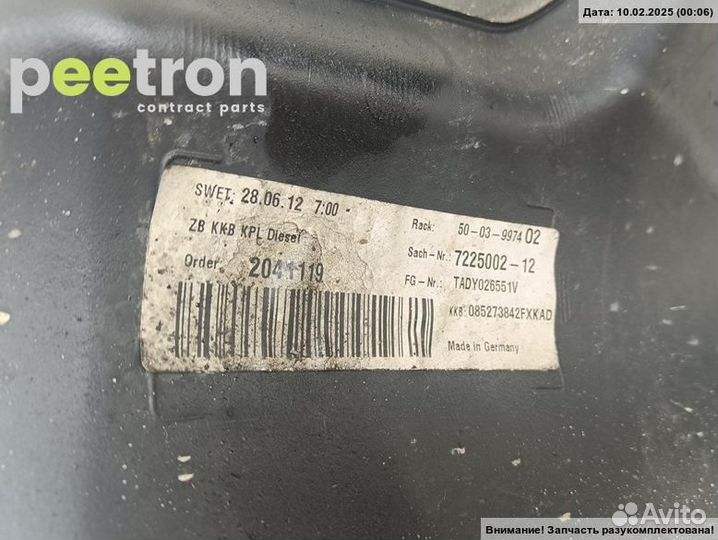 Дата: 10.02.2025 (00:06)
peetron
contract parts
SWET: 28.06.12 7:00 -
ZB KKB KPL Diesel
Order: 2041119
Rack: 50-03-9974 02
Sach-Nr.: 7225002-12
FG-Nr.: TADY026551V
KKB: 085273842FXKAD
Made in Germany
Avito
Внимание! Запчасть разукомплектована!